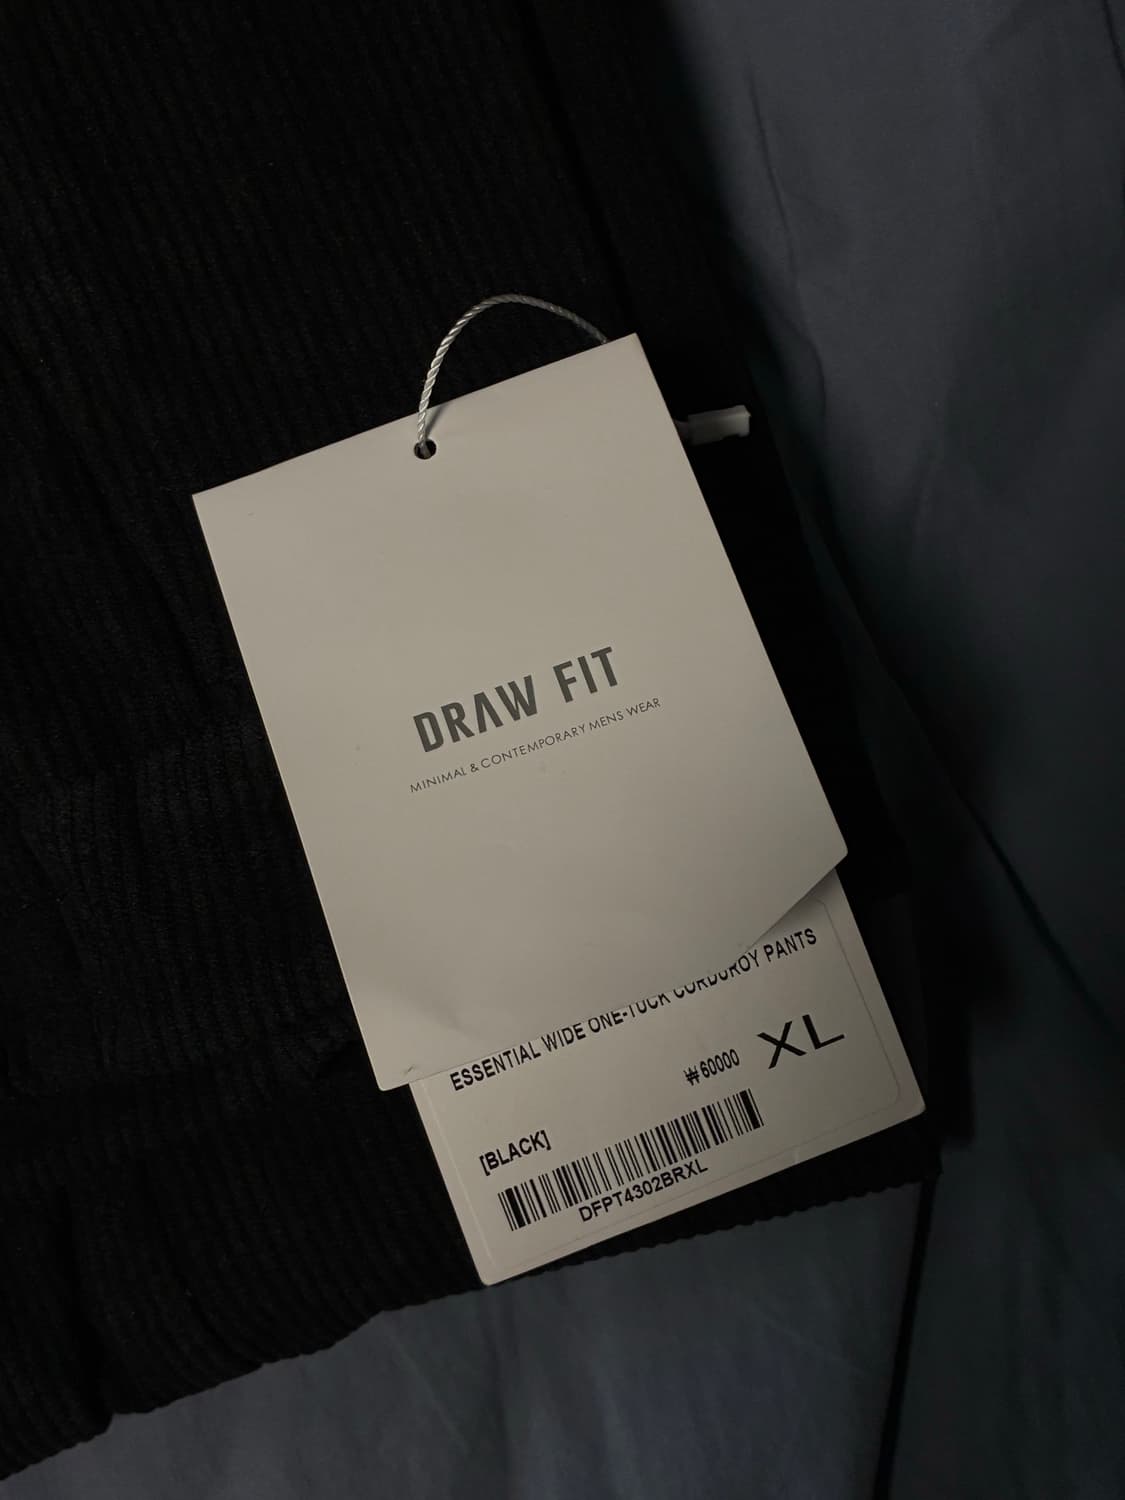 DRAW FIT
MINIMAL & CONTEMPORARY MENS WEAR
ESSENTIAL WIDE ONE-TUCK CORDUROY PANTS
₩60000 XL
[BLACK]
DFPT4302BRXL